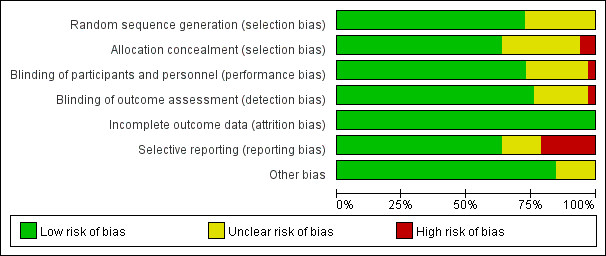 Random sequence generation (selection bias)
Allocation concealment (selection bias)
Blinding of participants and personnel (performance bias)
Blinding of outcome assessment (detection bias)
Incomplete outcome data (attrition bias)
Selective reporting (reporting bias)
Other bias
0% 25% 50% 75% 100%
Low risk of bias Unclear risk of bias High risk of bias